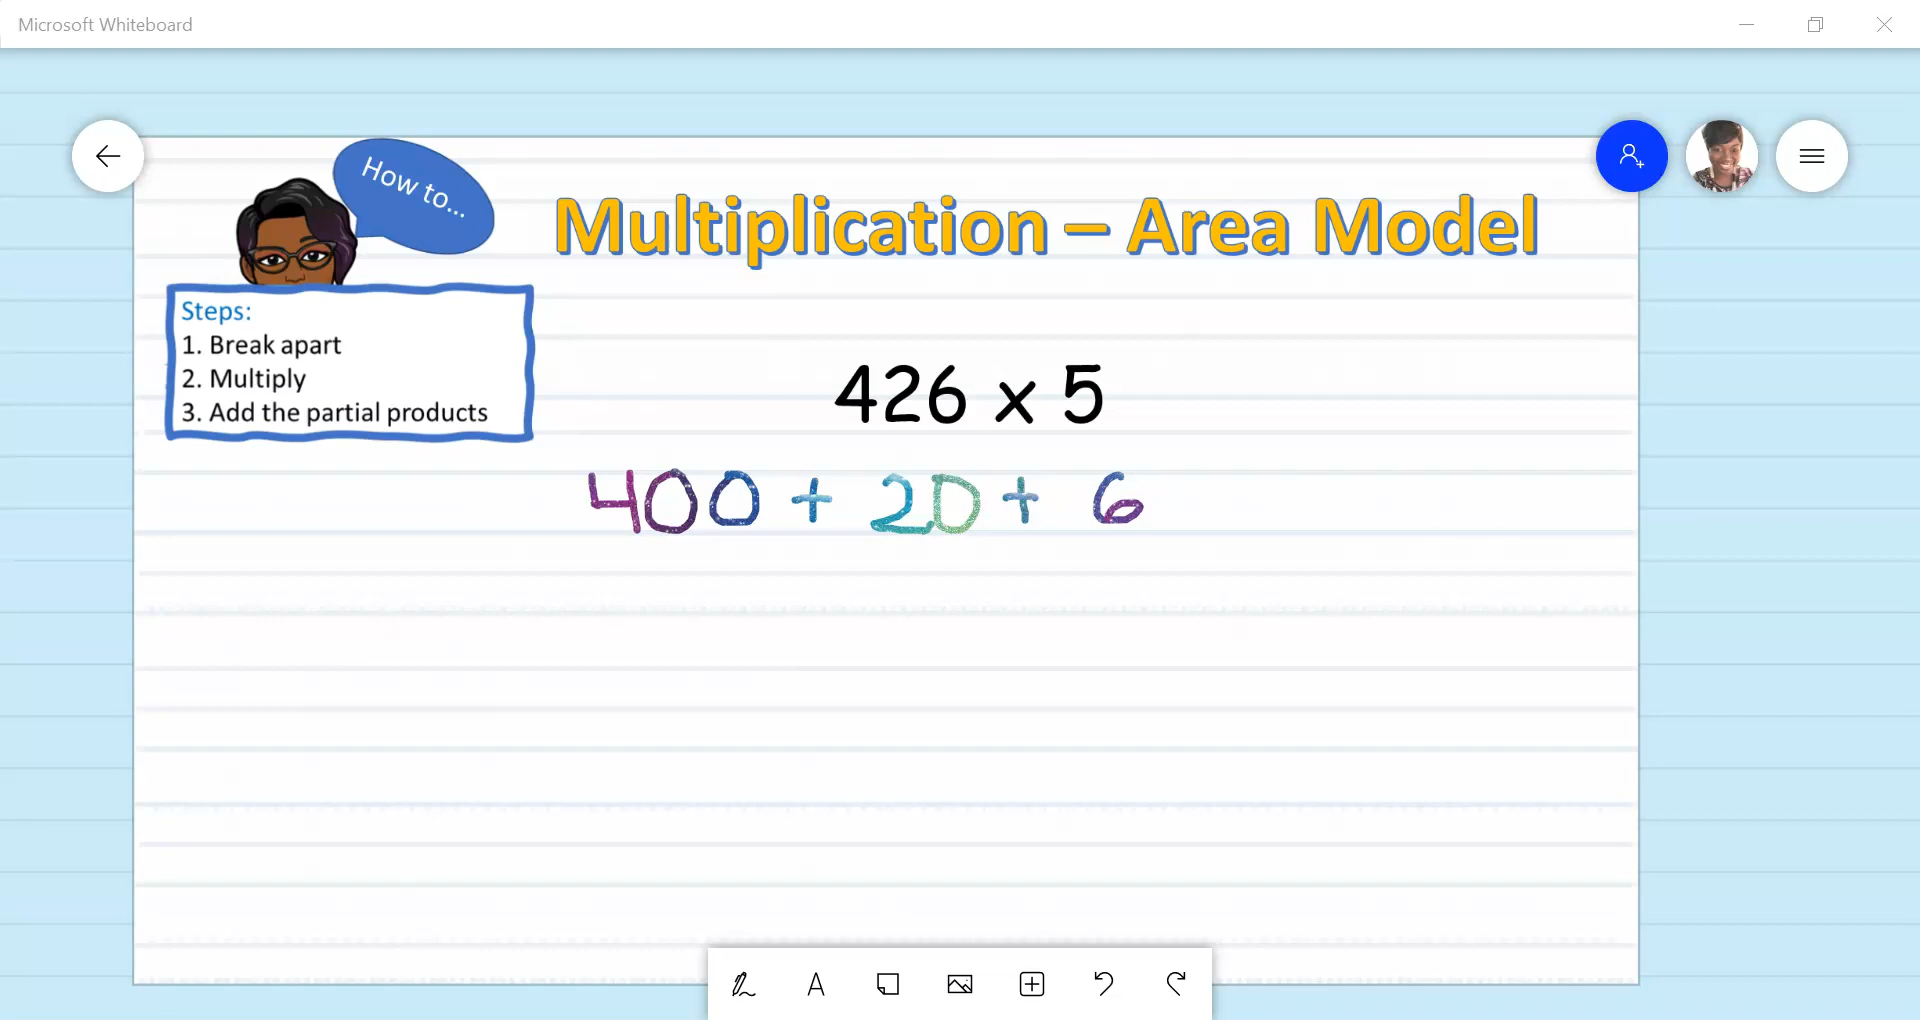 Microsoft Whiteboard
How to...
Multiplication – Area Model
Steps:
1. Break apart
2. Multiply
3. Add the partial products
426 x 5
400 + 20 + 6